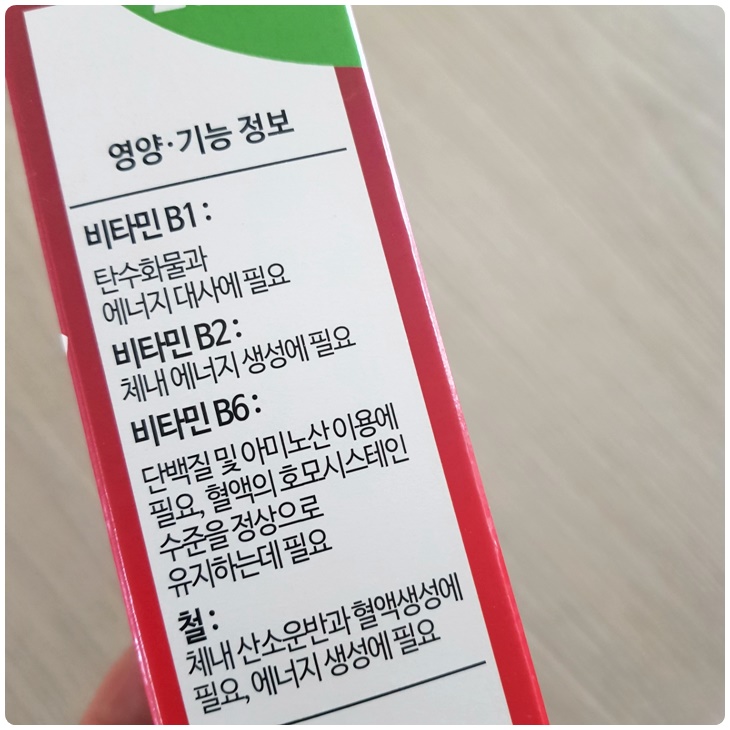 영양·기능 정보
비타민 B1 :
탄수화물과
에너지 대사에 필요
비타민 B2 :
체내 에너지 생성에 필요
비타민 B6 :
단백질 및 아미노산 이용에
필요, 혈액의 호모시스테인
수준을 정상으로
유지하는데 필요
철 :
체내 산소운반과 혈액생성에
필요, 에너지 생성에 필요